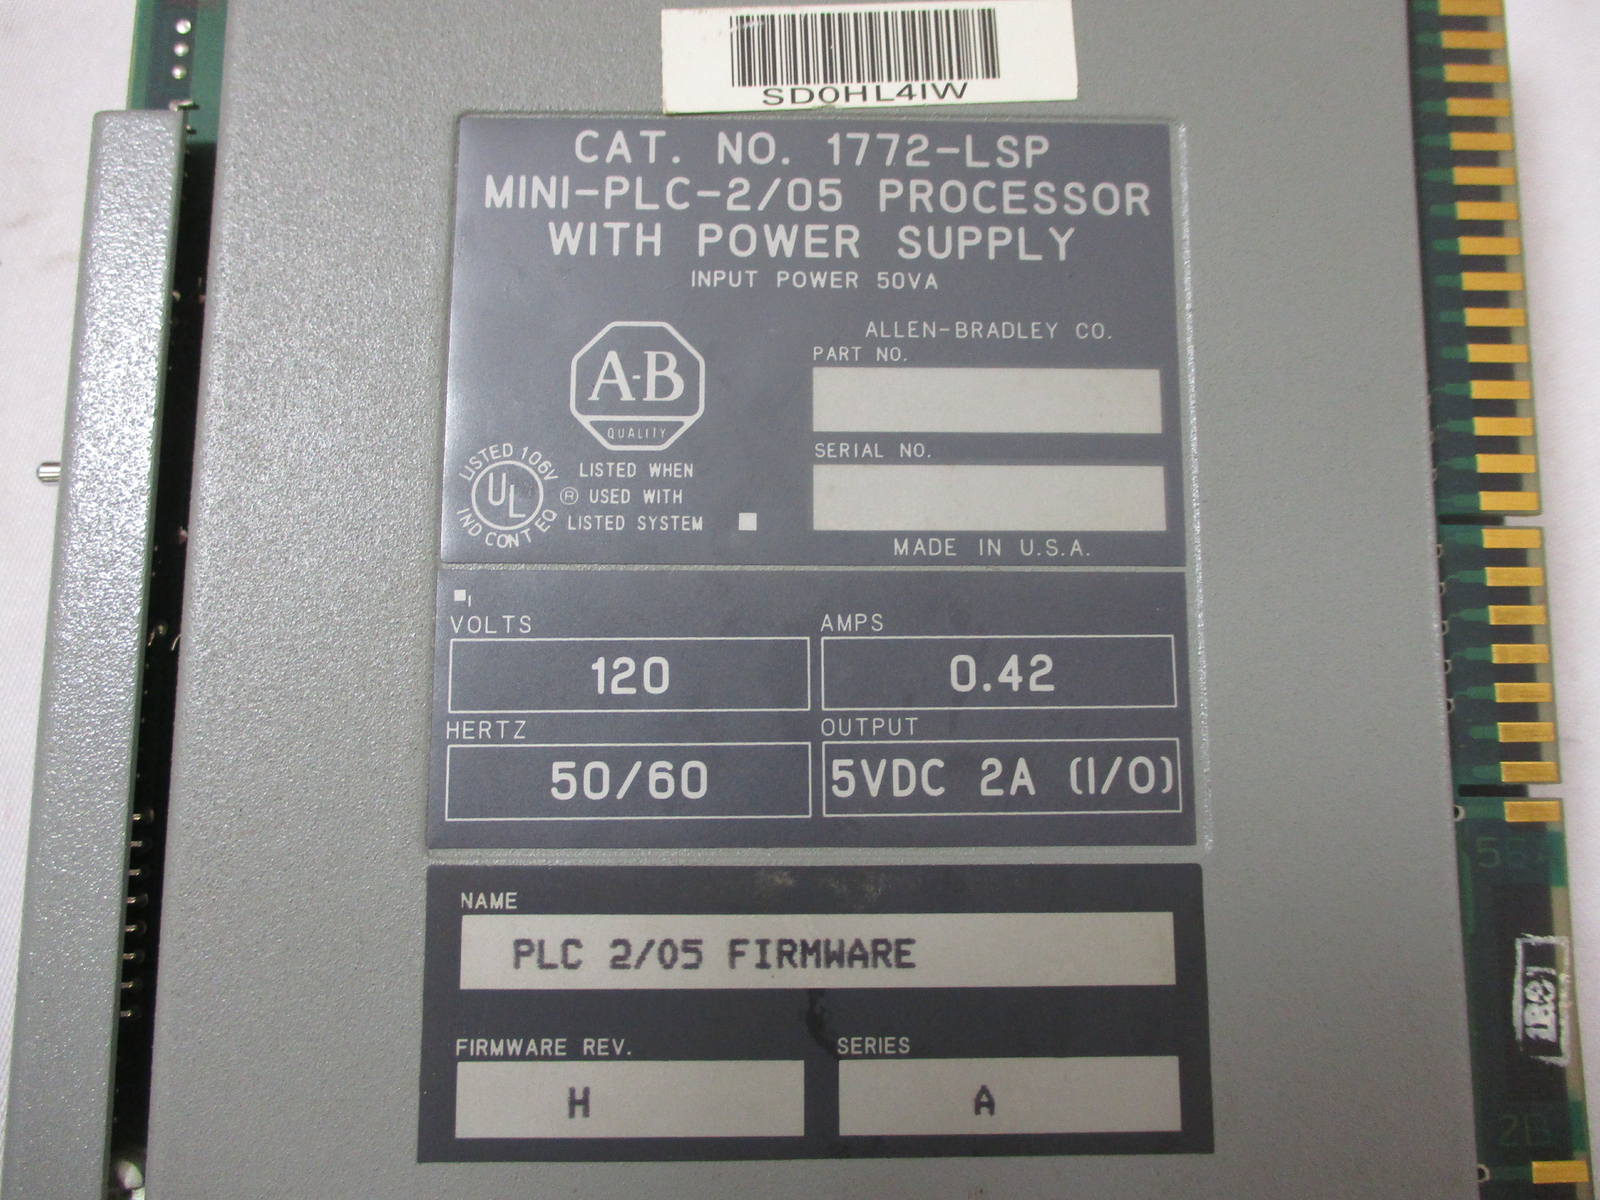 SD0HL4IW
CAT. NO. 1772-LSP
MINI-PLC-2/05 PROCESSOR
WITH POWER SUPPLY
INPUT POWER 50VA
ALLEN-BRADLEY CO.
PART NO.
A-B
QUALITY
SERIAL NO.
LISTED 106V
UL
IND CONT EQ
®
LISTED WHEN
USED WITH
LISTED SYSTEM
MADE IN U.S.A.
VOLTS
120
AMPS
0.42
HERTZ
50/60
OUTPUT
5VDC 2A (I/O)
NAME
PLC 2/05 FIRMWARE
FIRMWARE REV.
H
SERIES
A